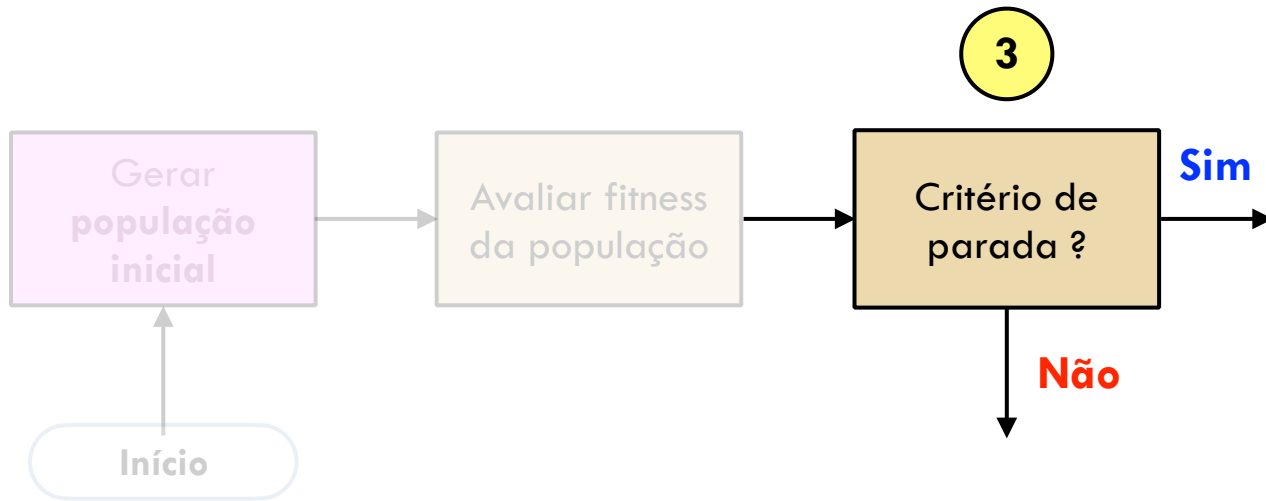 3
Gerar
população
inicial
Avaliar fitness
da população
Critério de
parada ?
Sim
Não
Início